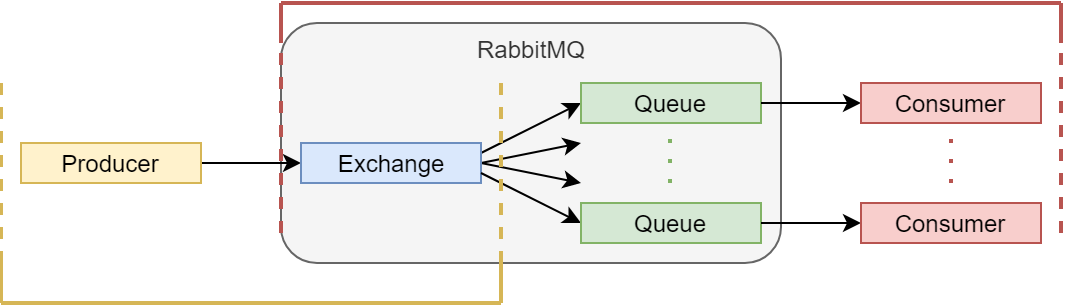 RabbitMQ
Producer
Exchange
Queue
Consumer
Queue
Consumer